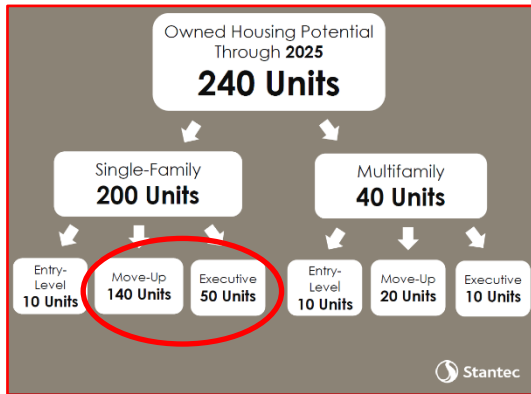 Owned Housing Potential
Through 2025
240 Units
Single-Family
200 Units
Multifamily
40 Units
Entry-
Level
10 Units
Move-Up
140 Units
Executive
50 Units
Entry-
Level
10 Units
Move-Up
20 Units
Executive
10 Units
Stantec